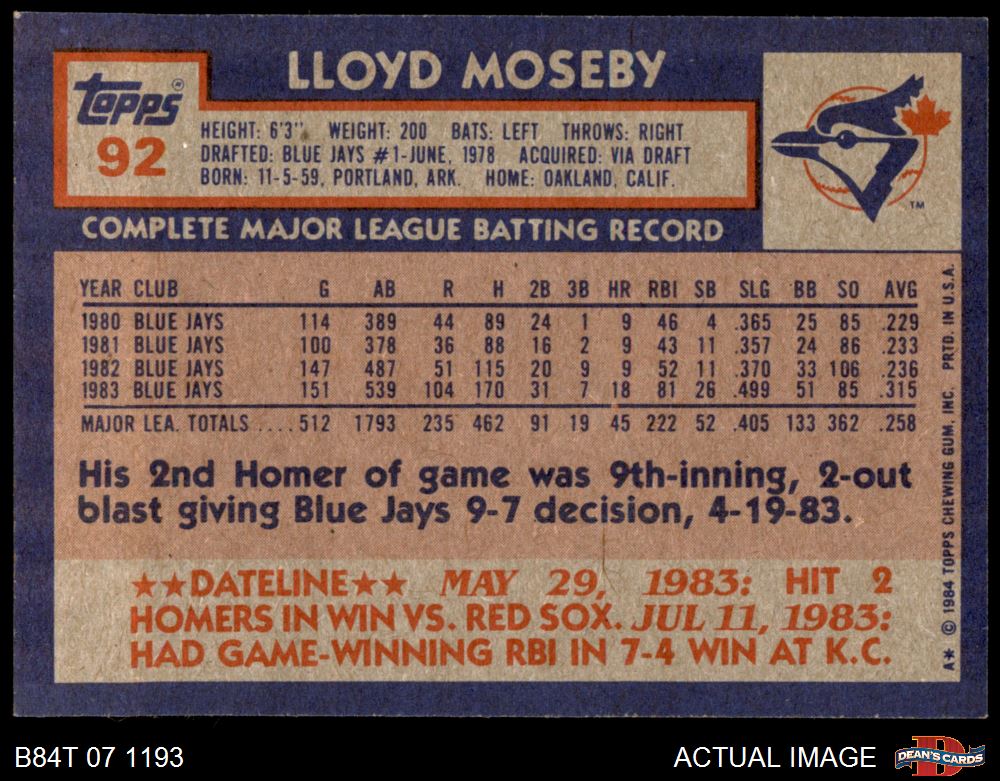 LLOYD MOSEBY
topps®
92
HEIGHT: 6'3" WEIGHT: 200 BATS: LEFT THROWS: RIGHT
DRAFTED: BLUE JAYS #1-JUNE, 1978 ACQUIRED: VIA DRAFT
BORN: 11-5-59, PORTLAND, ARK. HOME: OAKLAND, CALIF.
TM
COMPLETE MAJOR LEAGUE BATTING RECORD
YEAR CLUB G AB R H 2B 3B HR RBI SB SLG BB SO AVG
1980 BLUE JAYS 114 389 44 89 24 1 9 46 4 .365 25 85 .229
1981 BLUE JAYS 100 378 36 88 16 2 9 43 11 .357 24 86 .233
1982 BLUE JAYS 147 487 51 115 20 9 9 52 11 .370 33 106 .236
1983 BLUE JAYS 151 539 104 170 31 7 18 81 26 .499 51 85 .315
MAJOR LEA. TOTALS ....512 1793 235 462 91 19 45 222 52 .405 133 362 .258
His 2nd Homer of game was 9th-inning, 2-out
blast giving Blue Jays 9-7 decision, 4-19-83.
★★DATELINE★★ MAY 29, 1983: HIT 2
HOMERS IN WIN VS. RED SOX. JUL 11, 1983:
HAD GAME-WINNING RBI IN 7-4 WIN AT K.C.
A* © 1984 TOPPS CHEWING GUM, INC. PRTD. IN U.S.A.
B84T 07 1193
ACTUAL IMAGE
D
DEAN'S CARDS